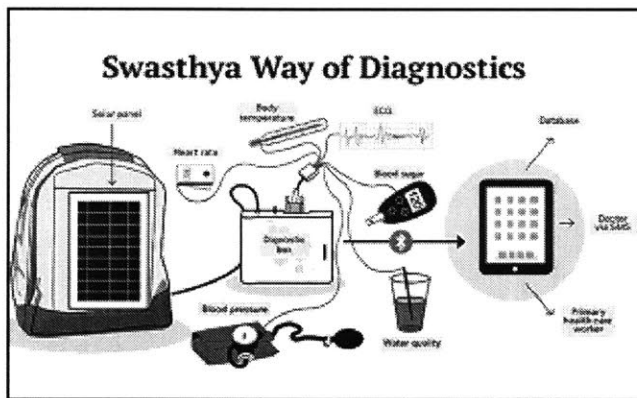 Swasthya Way of Diagnostics
Solar panel
Body
temperature
ECG
Database
Heart rate
Blood sugar
Diagnostic
box
Doctor
via SMS
Blood pressure
Water quality
Primary
health care
worker